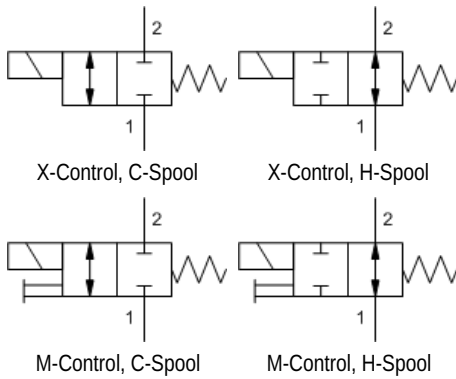 2
2
1
1
X-Control, C-Spool
X-Control, H-Spool
2
2
1
1
M-Control, C-Spool
M-Control, H-Spool